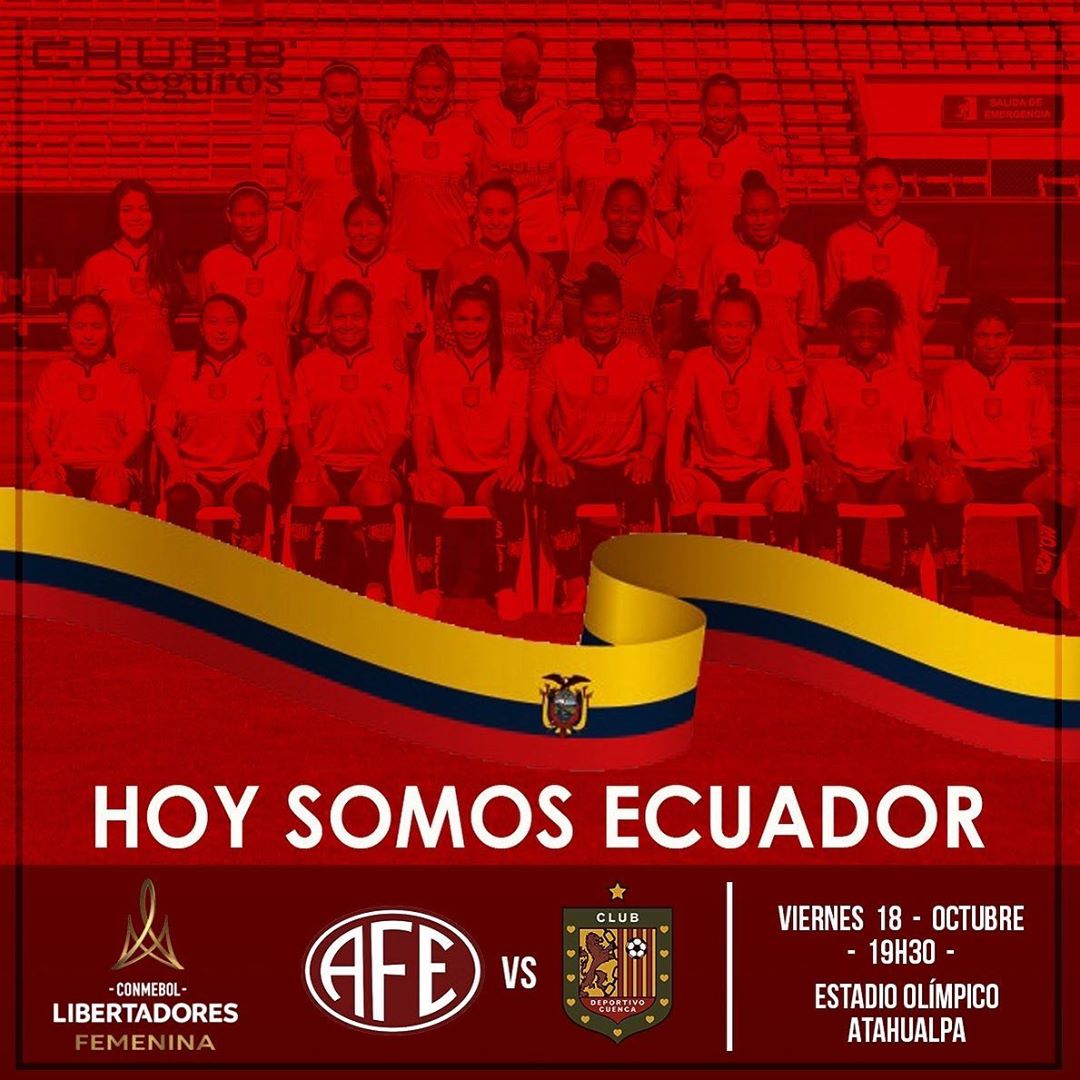 CHUBB
seguros
SALIDA DE
EMERGENCIA
HOY SOMOS ECUADOR
- CONMEBOL -
LIBERTADORES
FEMENINA
AFE
VS
CLUB
DEPORTIVO
CUENCA
VIERNES 18 - OCTUBRE
- 19H30 -
ESTADIO OLÍMPICO
ATAHUALPA